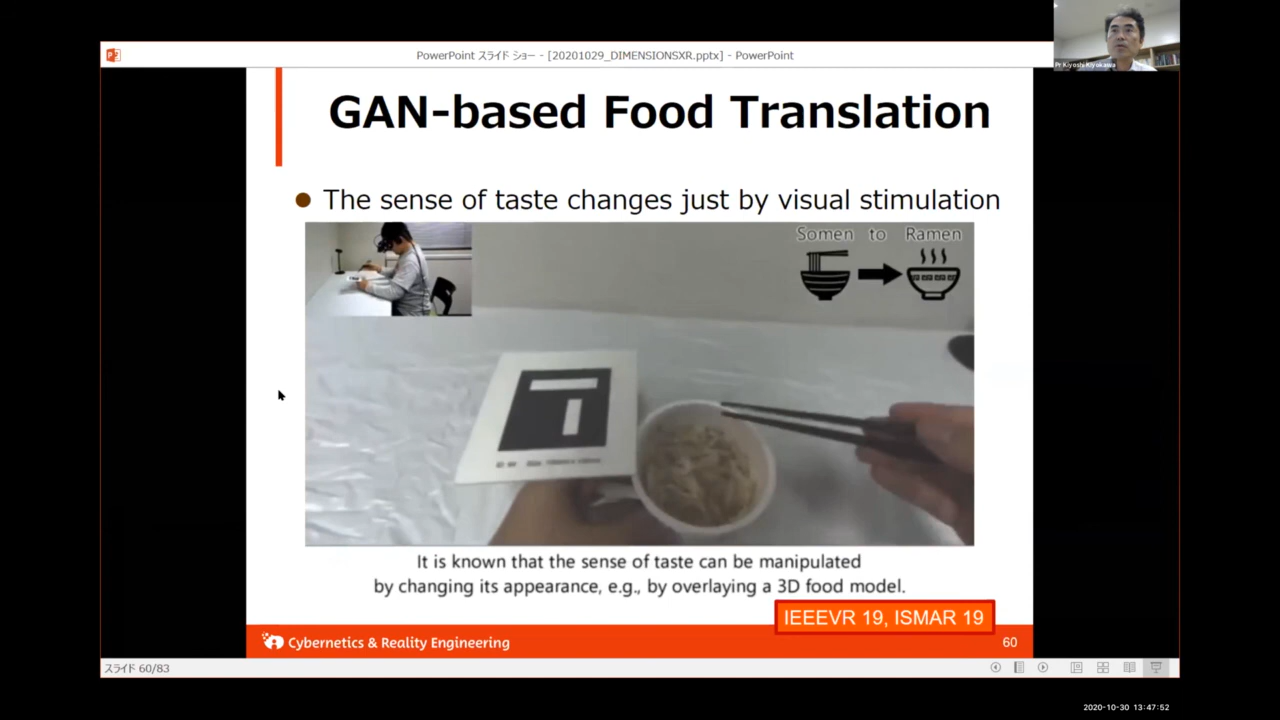 PowerPoint スライド ショー - [20201029_DIMENSIONSXR.pptx] - PowerPoint
Pr Kiyoshi Kiyokawa
GAN-based Food Translation
The sense of taste changes just by visual stimulation
Somen to Ramen
It is known that the sense of taste can be manipulated
by changing its appearance, e.g., by overlaying a 3D food model.
IEEEVR 19, ISMAR 19
Cybernetics & Reality Engineering
60
スライド 60/83
2020-10-30 13:47:52